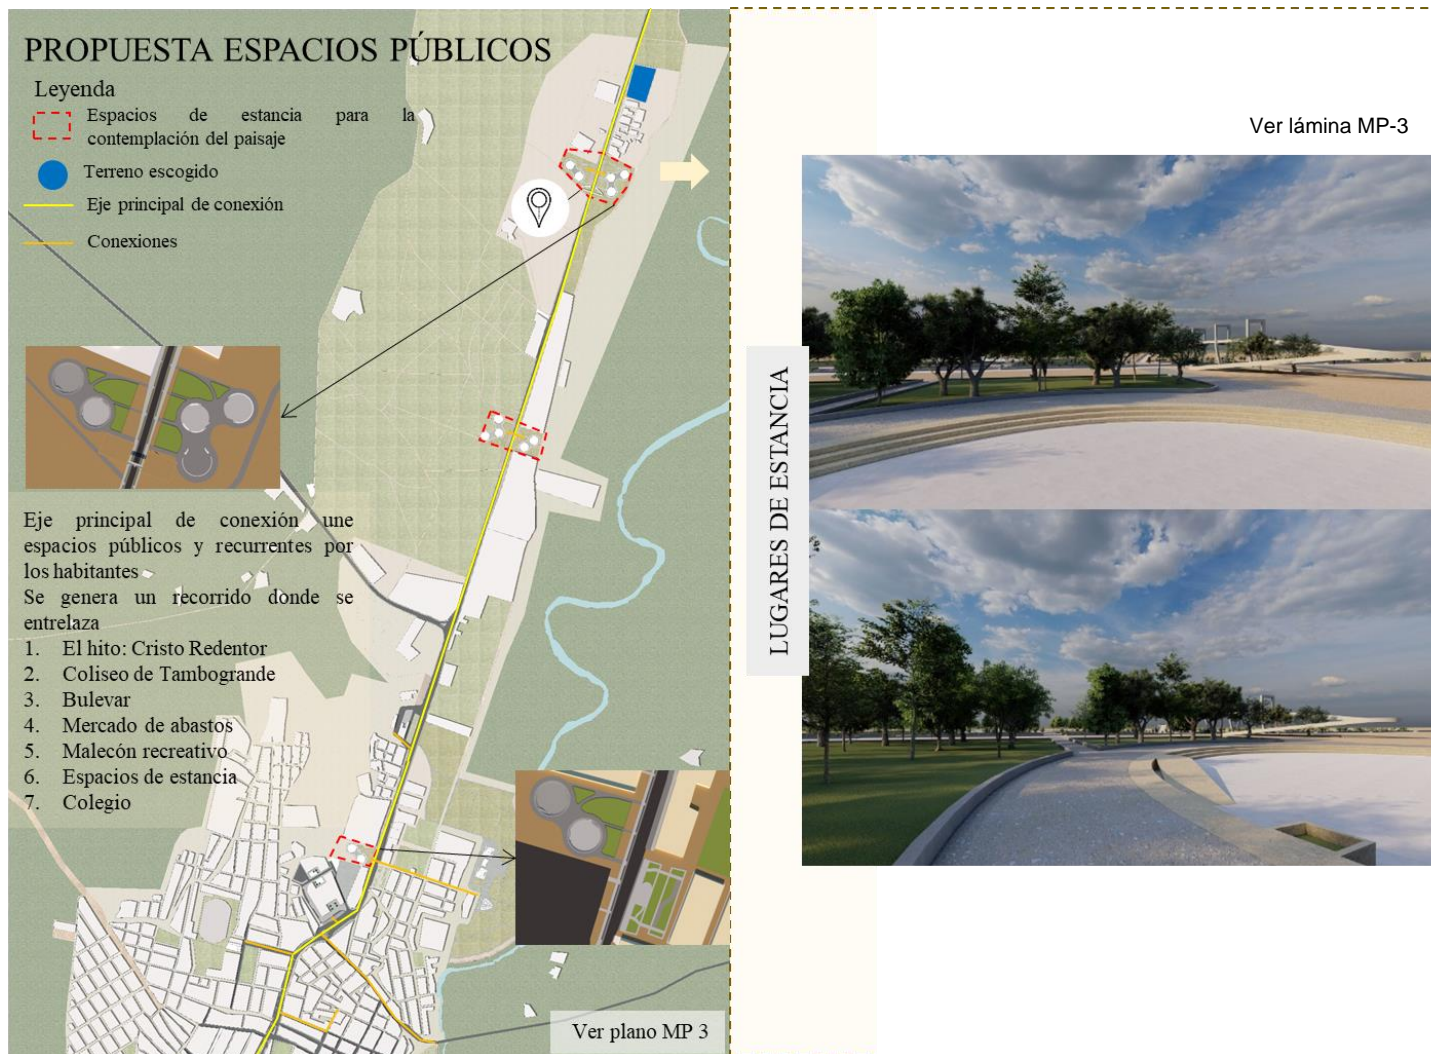 PROPUESTA ESPACIOS PÚBLICOS
Leyenda
Espacios de estancia para la
contemplación del paisaje
Terreno escogido
Eje principal de conexión
Conexiones
Eje principal de conexión une
espacios públicos y recurrentes por
los habitantes
Se genera un recorrido donde se
entrelaza
1. El hito: Cristo Redentor
2. Coliseo de Tambogrande
3. Bulevar
4. Mercado de abastos
5. Malecón recreativo
6. Espacios de estancia
7. Colegio
Ver plano MP 3
Ver lámina MP-3
LUGARES DE ESTANCIA